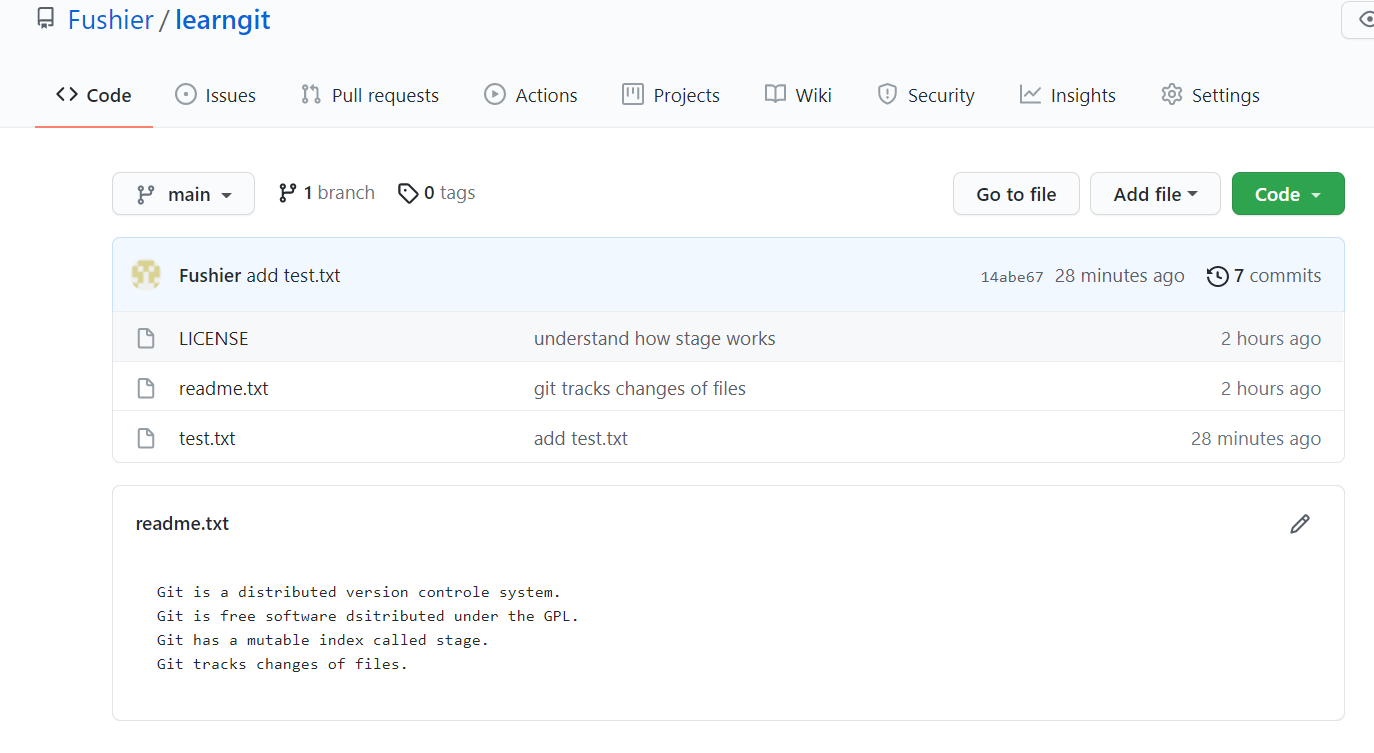 Fushier / learngit
Code Issues Pull requests Actions Projects Wiki Security Insights Settings
main 1 branch 0 tags Go to file Add file Code
Fushier add test.txt 14abe67 28 minutes ago 7 commits
LICENSE understand how stage works 2 hours ago
readme.txt git tracks changes of files 2 hours ago
test.txt add test.txt 28 minutes ago
readme.txt
Git is a distributed version controle system.
Git is free software dsitributed under the GPL.
Git has a mutable index called stage.
Git tracks changes of files.